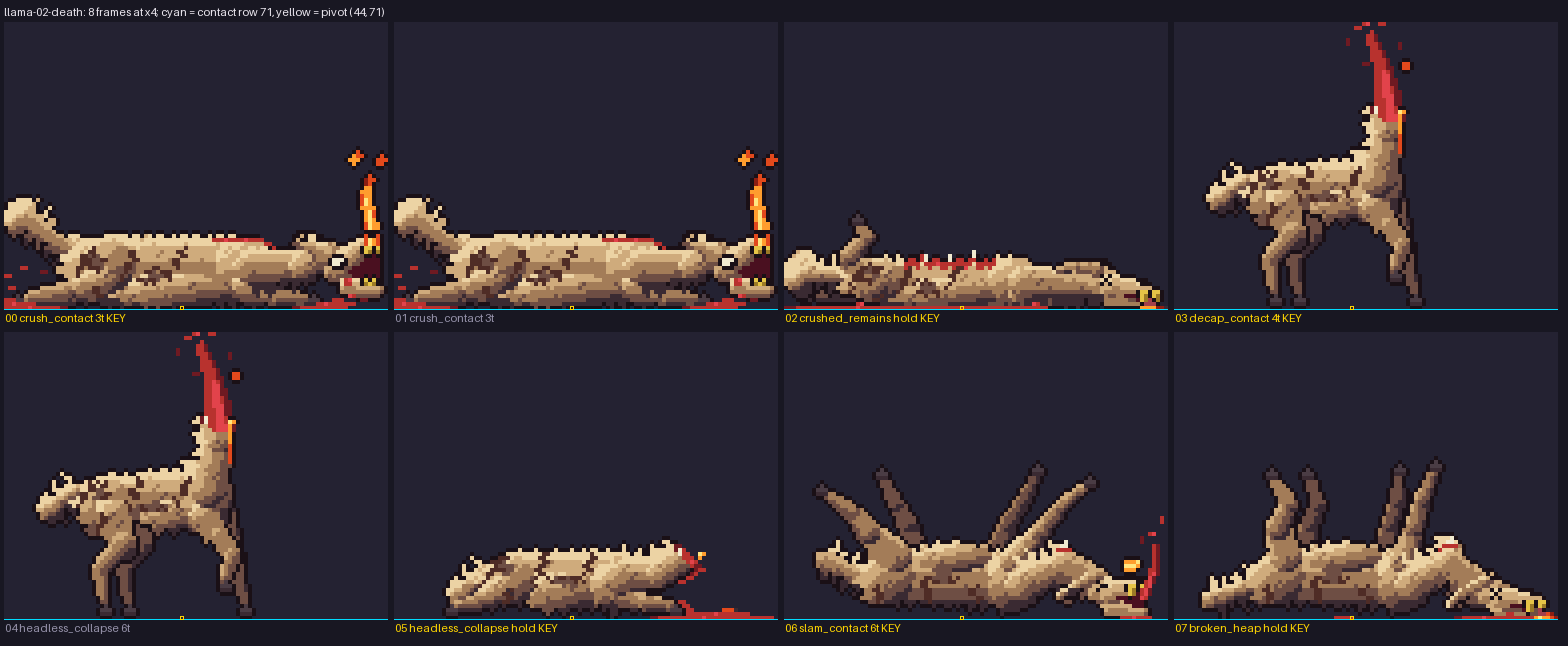 llama-02-death: 8 frames at x4; cyan = contact row 71, yellow = pivot (44,71)
00 crush_contact 3t KEY
01 crush_contact 3t
02 crushed_remains hold KEY
03 decap_contact 4t KEY
04 headless_collapse 6t
05 headless_collapse hold KEY
06 slam_contact 6t KEY
07 broken_heap hold KEY